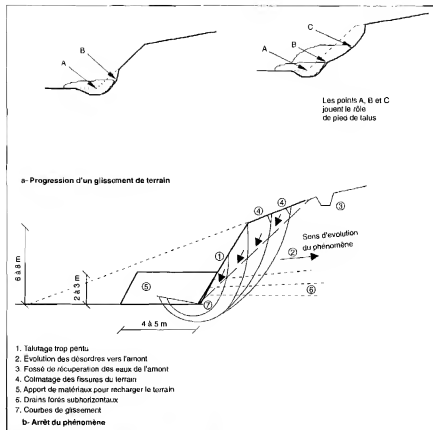 A
B
C
A
B
Les points A, B et C
jouent le rôle
de pied de talus
a- Progression d'un glissement de terrain
6 à 8 m
2 à 3 m
4 à 5 m
①
②
③
④
④
⑤
⑥
⑦
Sens d'evolution
du phénomène
1. Talutage trop pentu
2. Evolution des désordres vers l'amont
3. Fossé de récuperation des eaux de l'amont
4. Colmatage des fissures du terrain
5. Apport de matériaux pour recharger le terrain
6. Drains forés subhorizontaux
7. Courbes de glissement
b- Arrêt du phénomène